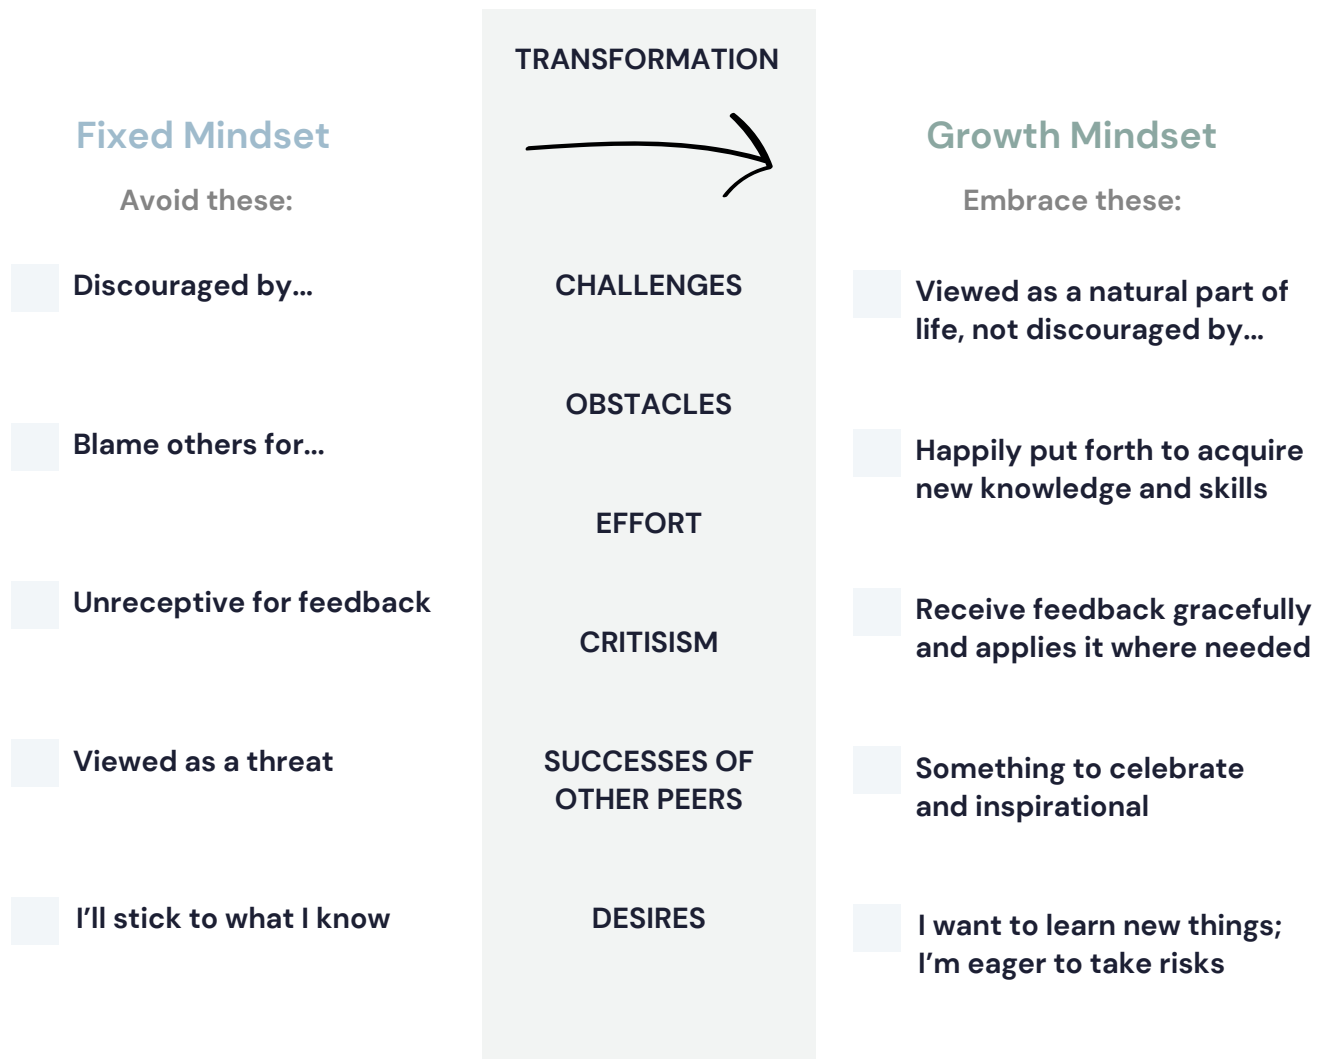 TRANSFORMATION
Fixed Mindset
Growth Mindset
Avoid these:
Embrace these:
Discouraged by...
CHALLENGES
Viewed as a natural part of
life, not discouraged by...
OBSTACLES
Blame others for...
Happily put forth to acquire
new knowledge and skills
EFFORT
Unreceptive for feedback
CRITISISM
Receive feedback gracefully
and applies it where needed
Viewed as a threat
SUCCESSES OF
OTHER PEERS
Something to celebrate
and inspirational
I’ll stick to what I know
DESIRES
I want to learn new things;
I’m eager to take risks